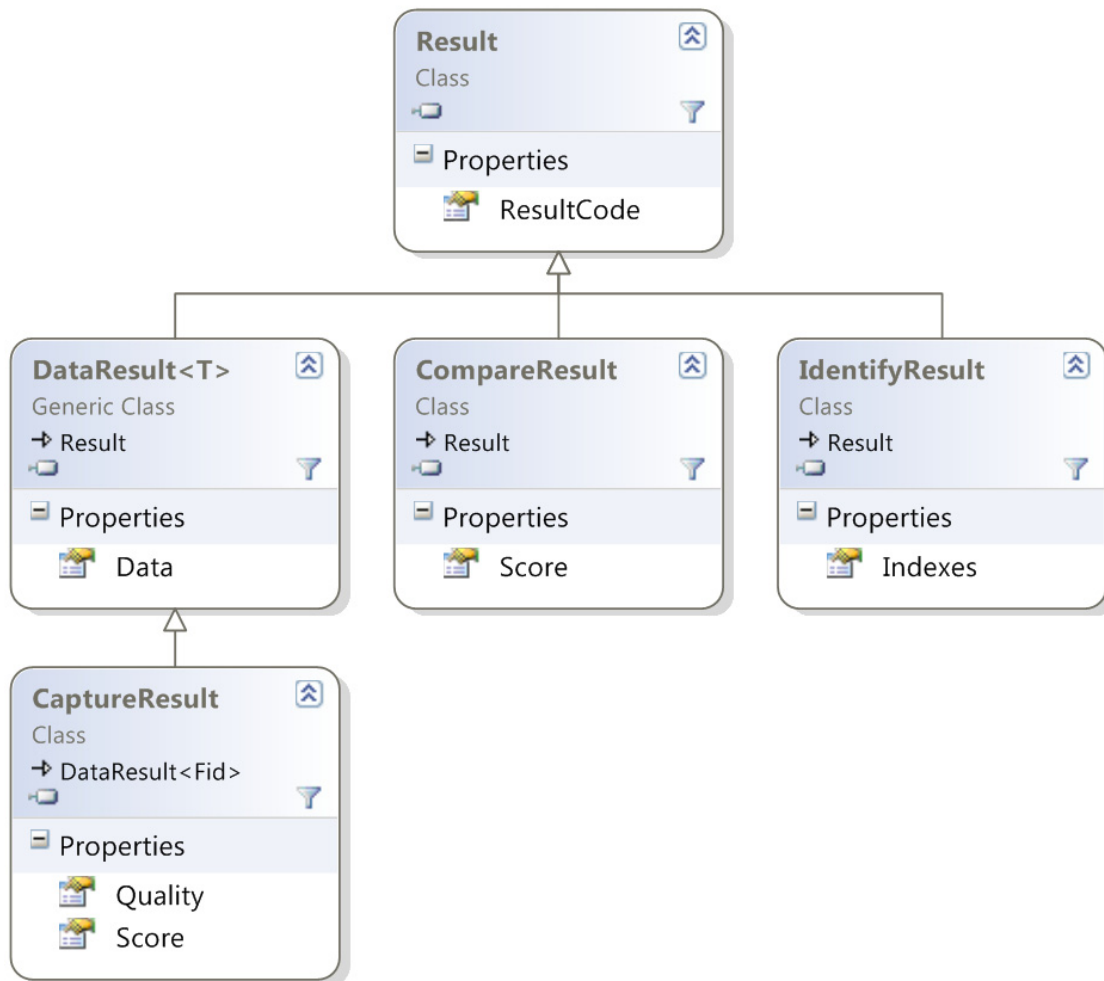 Result
Class
Properties
ResultCode
DataResult<T>
Generic Class
Result
Properties
Data
CompareResult
Class
Result
Properties
Score
IdentifyResult
Class
Result
Properties
Indexes
CaptureResult
Class
DataResult<Fid>
Properties
Quality
Score